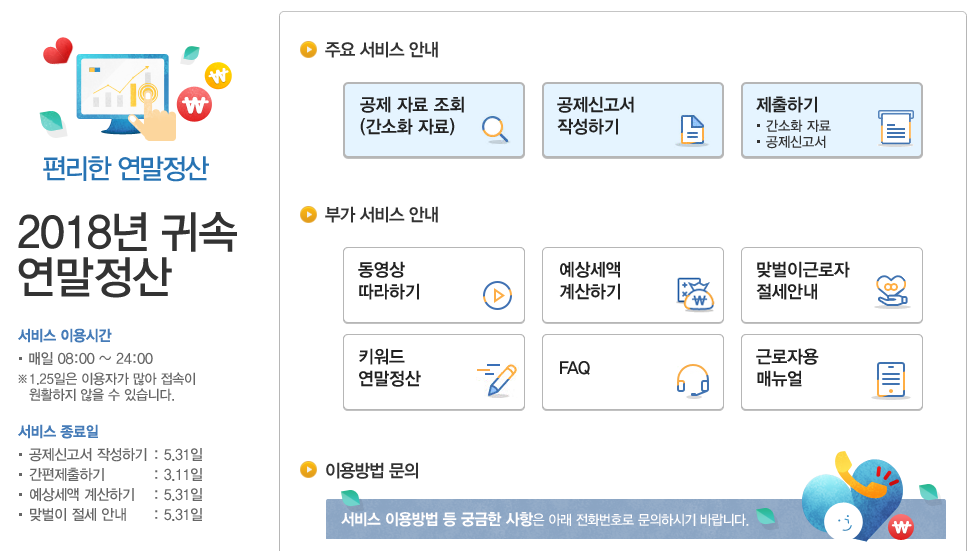 편리한 연말정산
2018년 귀속
연말정산
서비스 이용시간
· 매일 08:00 ~ 24:00
※1.25일은 이용자가 많아 접속이
원활하지 않을 수 있습니다.
서비스 종료일
· 공제신고서 작성하기 : 5.31일
· 간편제출하기 : 3.11일
· 예상세액 계산하기 : 5.31일
· 맞벌이 절세 안내 : 5.31일
주요 서비스 안내
공제 자료 조회
(간소화 자료)
공제신고서
작성하기
제출하기
· 간소화 자료
· 공제신고서
부가 서비스 안내
동영상
따라하기
예상세액
계산하기
맞벌이근로자
절세안내
키워드
연말정산
FAQ
근로자용
매뉴얼
이용방법 문의
서비스 이용방법 등 궁금한 사항은 아래 전화번호로 문의하시기 바랍니다.